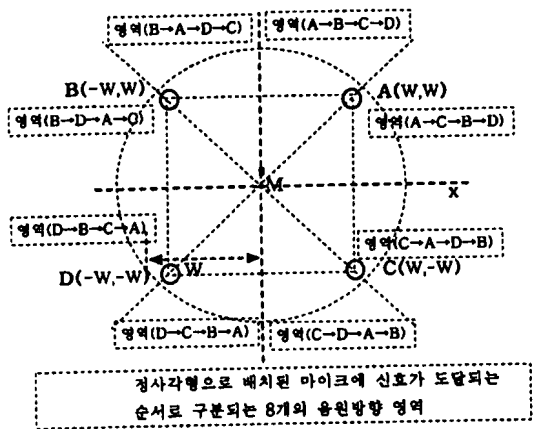 영역(B→A→D→C) 영역(A→B→C→D)
B(-W,W) A(W,W)
영역(B→D→A→C) 영역(A→C→B→D)
M
x
영역(D→B→C→A) 영역(C→A→D→B)
D(-W,-W) W C(W,-W)
영역(D→C→B→A) 영역(C→D→A→B)
정사각형으로 배치된 마이크에 신호가 도달되는
순서로 구분되는 8개의 음원방향 영역